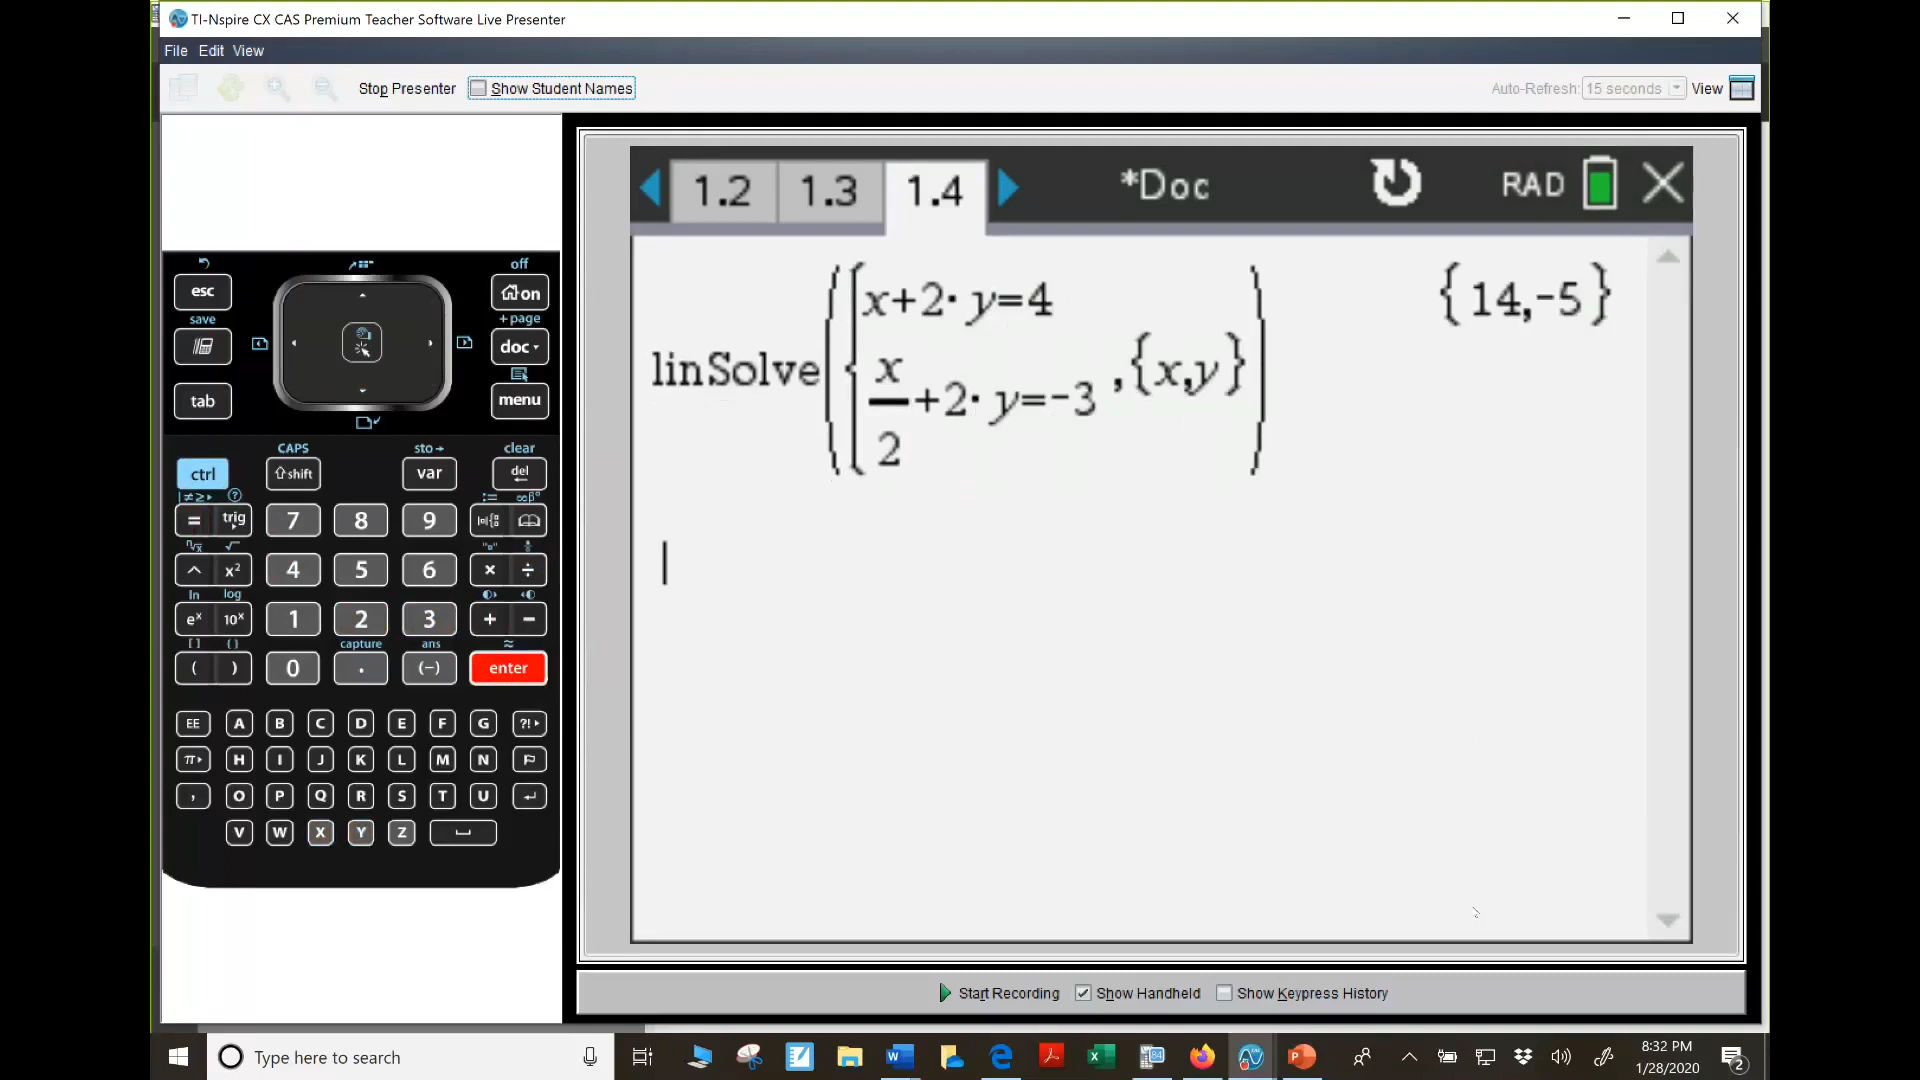 TI-Nspire CX CAS Premium Teacher Software Live Presenter
File Edit View
Stop Presenter Show Student Names Auto-Refresh: 15 seconds View
1.2 1.3 1.4 *Doc RAD
linSolve({x+2·y=4
x/2+2·y=-3 ,{x,y}) {14,-5}
off
esc on
save +page
doc
tab menu
CAPS sto→ clear
ctrl shift var del
|≠≥▸ ? := ∞β°
= trig 7 8 9
ⁿ√x √ "▫"
^ x² 4 5 6 × ÷
ln log
eˣ 10ˣ 1 2 3 + −
[ ] { } capture ans ≈
( ) 0 . (−) enter
EE A B C D E F G ?!▸
π▸ H I J K L M N
, O P Q R S T U ↵
V W X Y Z
Start Recording Show Handheld Show Keypress History
Type here to search
8:32 PM
1/28/2020
2